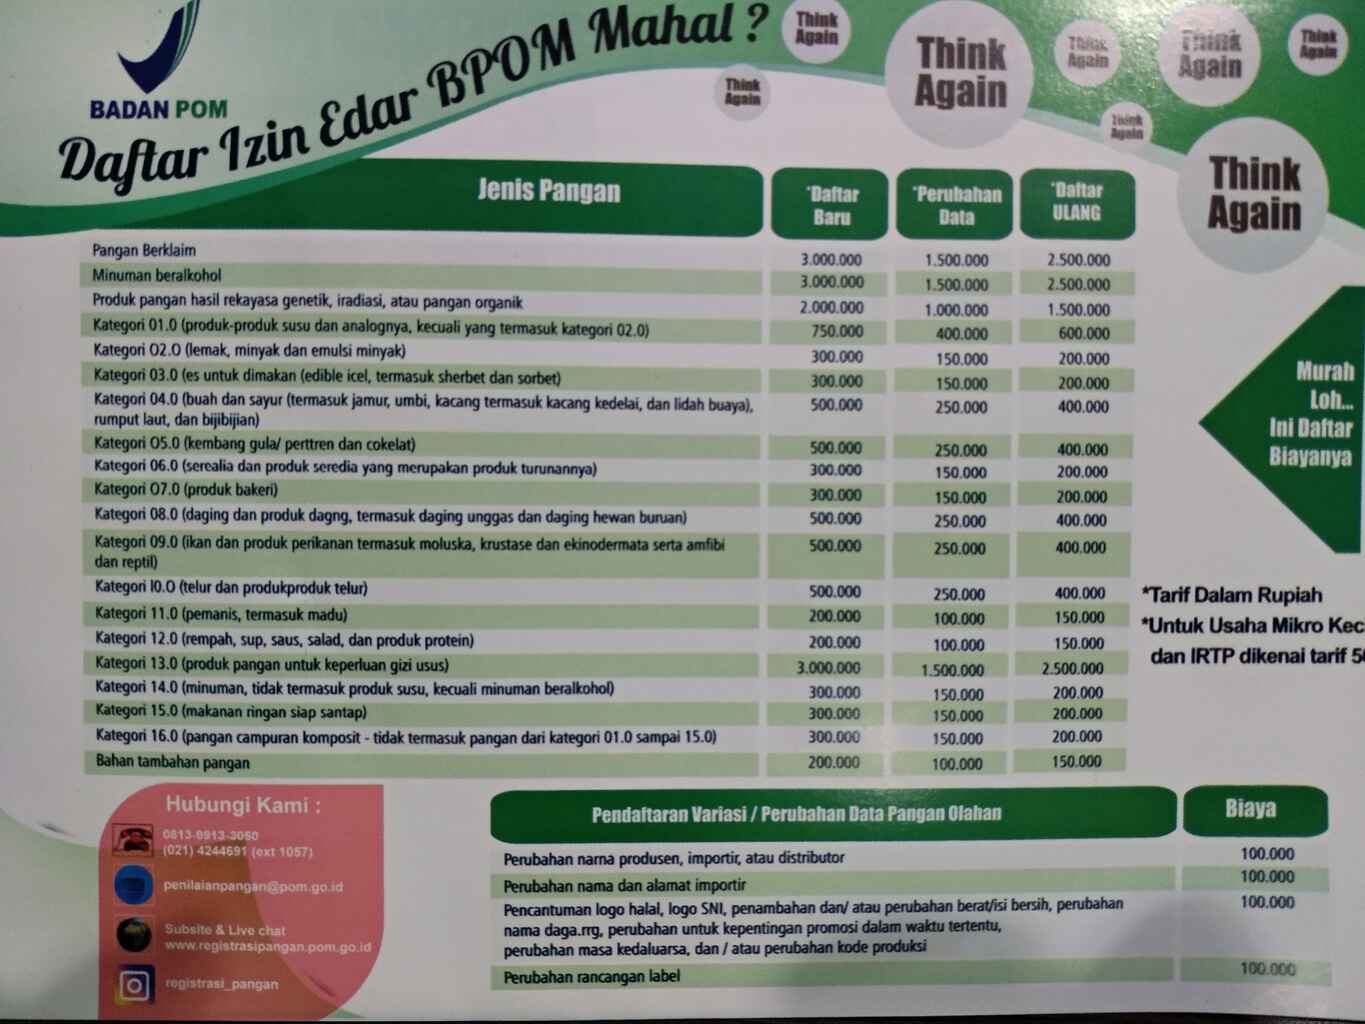 BADAN POM
Daftar Izin Edar BPOM Mahal ?
Think
Again
Think
Again
Think
Again
Think
Again
Think
Again
Think
Again
Think
Again
Think
Again
Jenis Pangan *Daftar Baru *Perubahan Data *Daftar ULANG
Pangan Berklaim 3.000.000 1.500.000 2.500.000
Minuman beralkohol 3.000.000 1.500.000 2.500.000
Produk pangan hasil rekayasa genetik, iradiasi, atau pangan organik 2.000.000 1.000.000 1.500.000
Kategori 01.0 (produk-produk susu dan analognya, kecuali yang termasuk kategori 02.0) 750.000 400.000 600.000
Kategori O2.O (lemak, minyak dan emulsi minyak) 300.000 150.000 200.000
Kategori 03.0 (es untuk dimakan (edible icel, termasuk sherbet dan sorbet) 300.000 150.000 200.000
Kategori 04.0 (buah dan sayur (termasuk jamur, umbi, kacang termasuk kacang kedelai, dan lidah buaya), 500.000 250.000 400.000
rumput laut, dan bijibijian)
Kategori O5.0 (kembang gula/ perttren dan cokelat) 500.000 250.000 400.000
Kategori 06.0 (serealia dan produk seredia yang merupakan produk turunannya) 300.000 150.000 200.000
Kategori O7.0 (produk bakeri) 300.000 150.000 200.000
Kategori 08.0 (daging dan produk dagng, termasuk daging unggas dan daging hewan buruan) 500.000 250.000 400.000
Kategori 09.0 (ikan dan produk perikanan termasuk moluska, krustase dan ekinodermata serta amfibi 500.000 250.000 400.000
dan reptil)
Kategori I0.O (telur dan produkproduk telur) 500.000 250.000 400.000
Kategori 11.0 (pemanis, termasuk madu) 200.000 100.000 150.000
Kategori 12.0 (rempah, sup, saus, salad, dan produk protein) 200.000 100.000 150.000
Kategori 13.0 (produk pangan untuk keperluan gizi usus) 3.000.000 1.500.000 2.500.000
Kategori 14.0 (minuman, tidak termasuk produk susu, kecuali minuman beralkohol) 300.000 150.000 200.000
Kategori 15.0 (makanan ringan siap santap) 300.000 150.000 200.000
Kategori 16.0 (pangan campuran komposit - tidak termasuk pangan dari kategori 01.0 sampai 15.0) 300.000 150.000 200.000
Bahan tambahan pangan 200.000 100.000 150.000
Murah
Loh...
Ini Daftar
Biayanya
*Tarif Dalam Rupiah
*Untuk Usaha Mikro Kec
dan IRTP dikenai tarif 5
Hubungi Kami :
0813-9913-3060
(021) 4244691 (ext 1057)
penilaianpangan@pom.go.id
Subsite & Live chat
www.registrasipangan.pom.go.id
registrasi_pangan
Pendaftaran Variasi / Perubahan Data Pangan Olahan Biaya
Perubahan narna produsen, importir, atau distributor 100.000
Perubahan nama dan alamat importir 100.000
Pencantuman logo halal, logo SNI, penambahan dan/ atau perubahan berat/isi bersih, perubahan 100.000
nama daga.rrg, perubahan untuk kepentingan promosi dalam waktu tertentu,
perubahan masa kedaluarsa, dan / atau perubahan kode produksi
Perubahan rancangan label 100.000